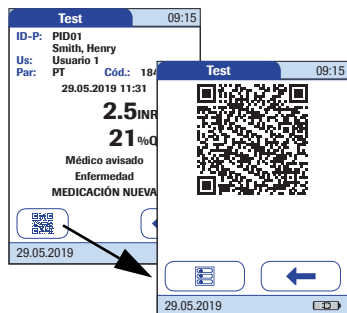 Test 09:15
ID-P: PID01
Smith, Henry
Us: Usuario 1
Par: PT Cód.: 184
29.05.2019 11:31
2.5 INR
21 %Q
Médico avisado
Enfermedad
MEDICACIÓN NUEVA
29.05.2019
Test 09:15
29.05.2019